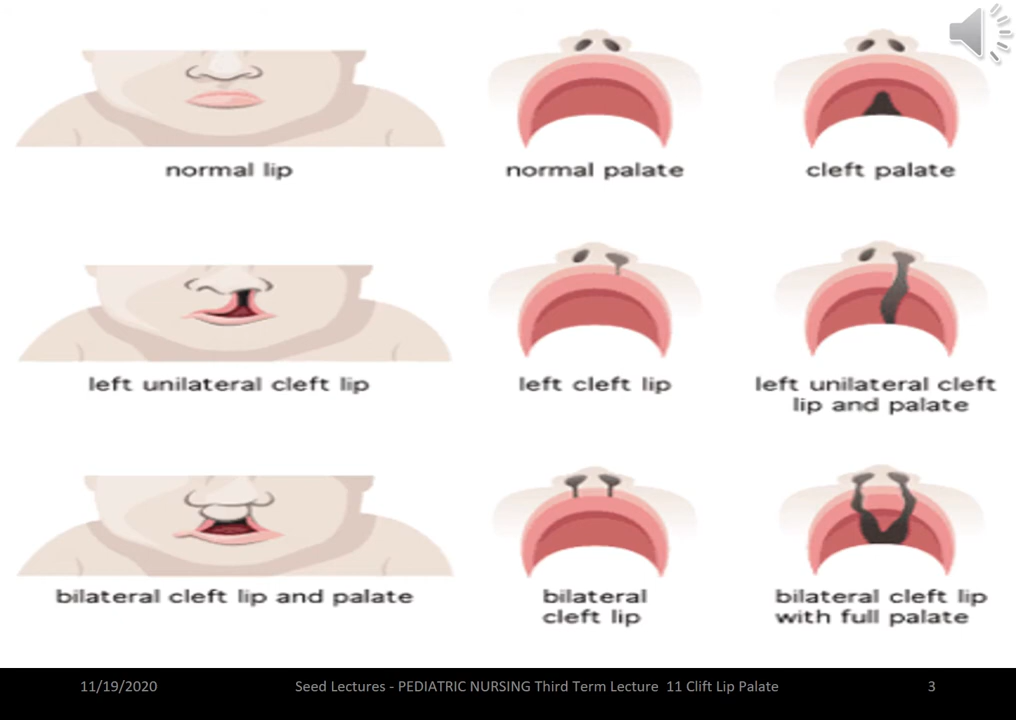 normal lip
normal palate
cleft palate
left unilateral cleft lip
left cleft lip
left unilateral cleft
lip and palate
bilateral cleft lip and palate
bilateral
cleft lip
bilateral cleft lip
with full palate
11/19/2020
Seed Lectures - PEDIATRIC NURSING Third Term Lecture 11 Clift Lip Palate
3